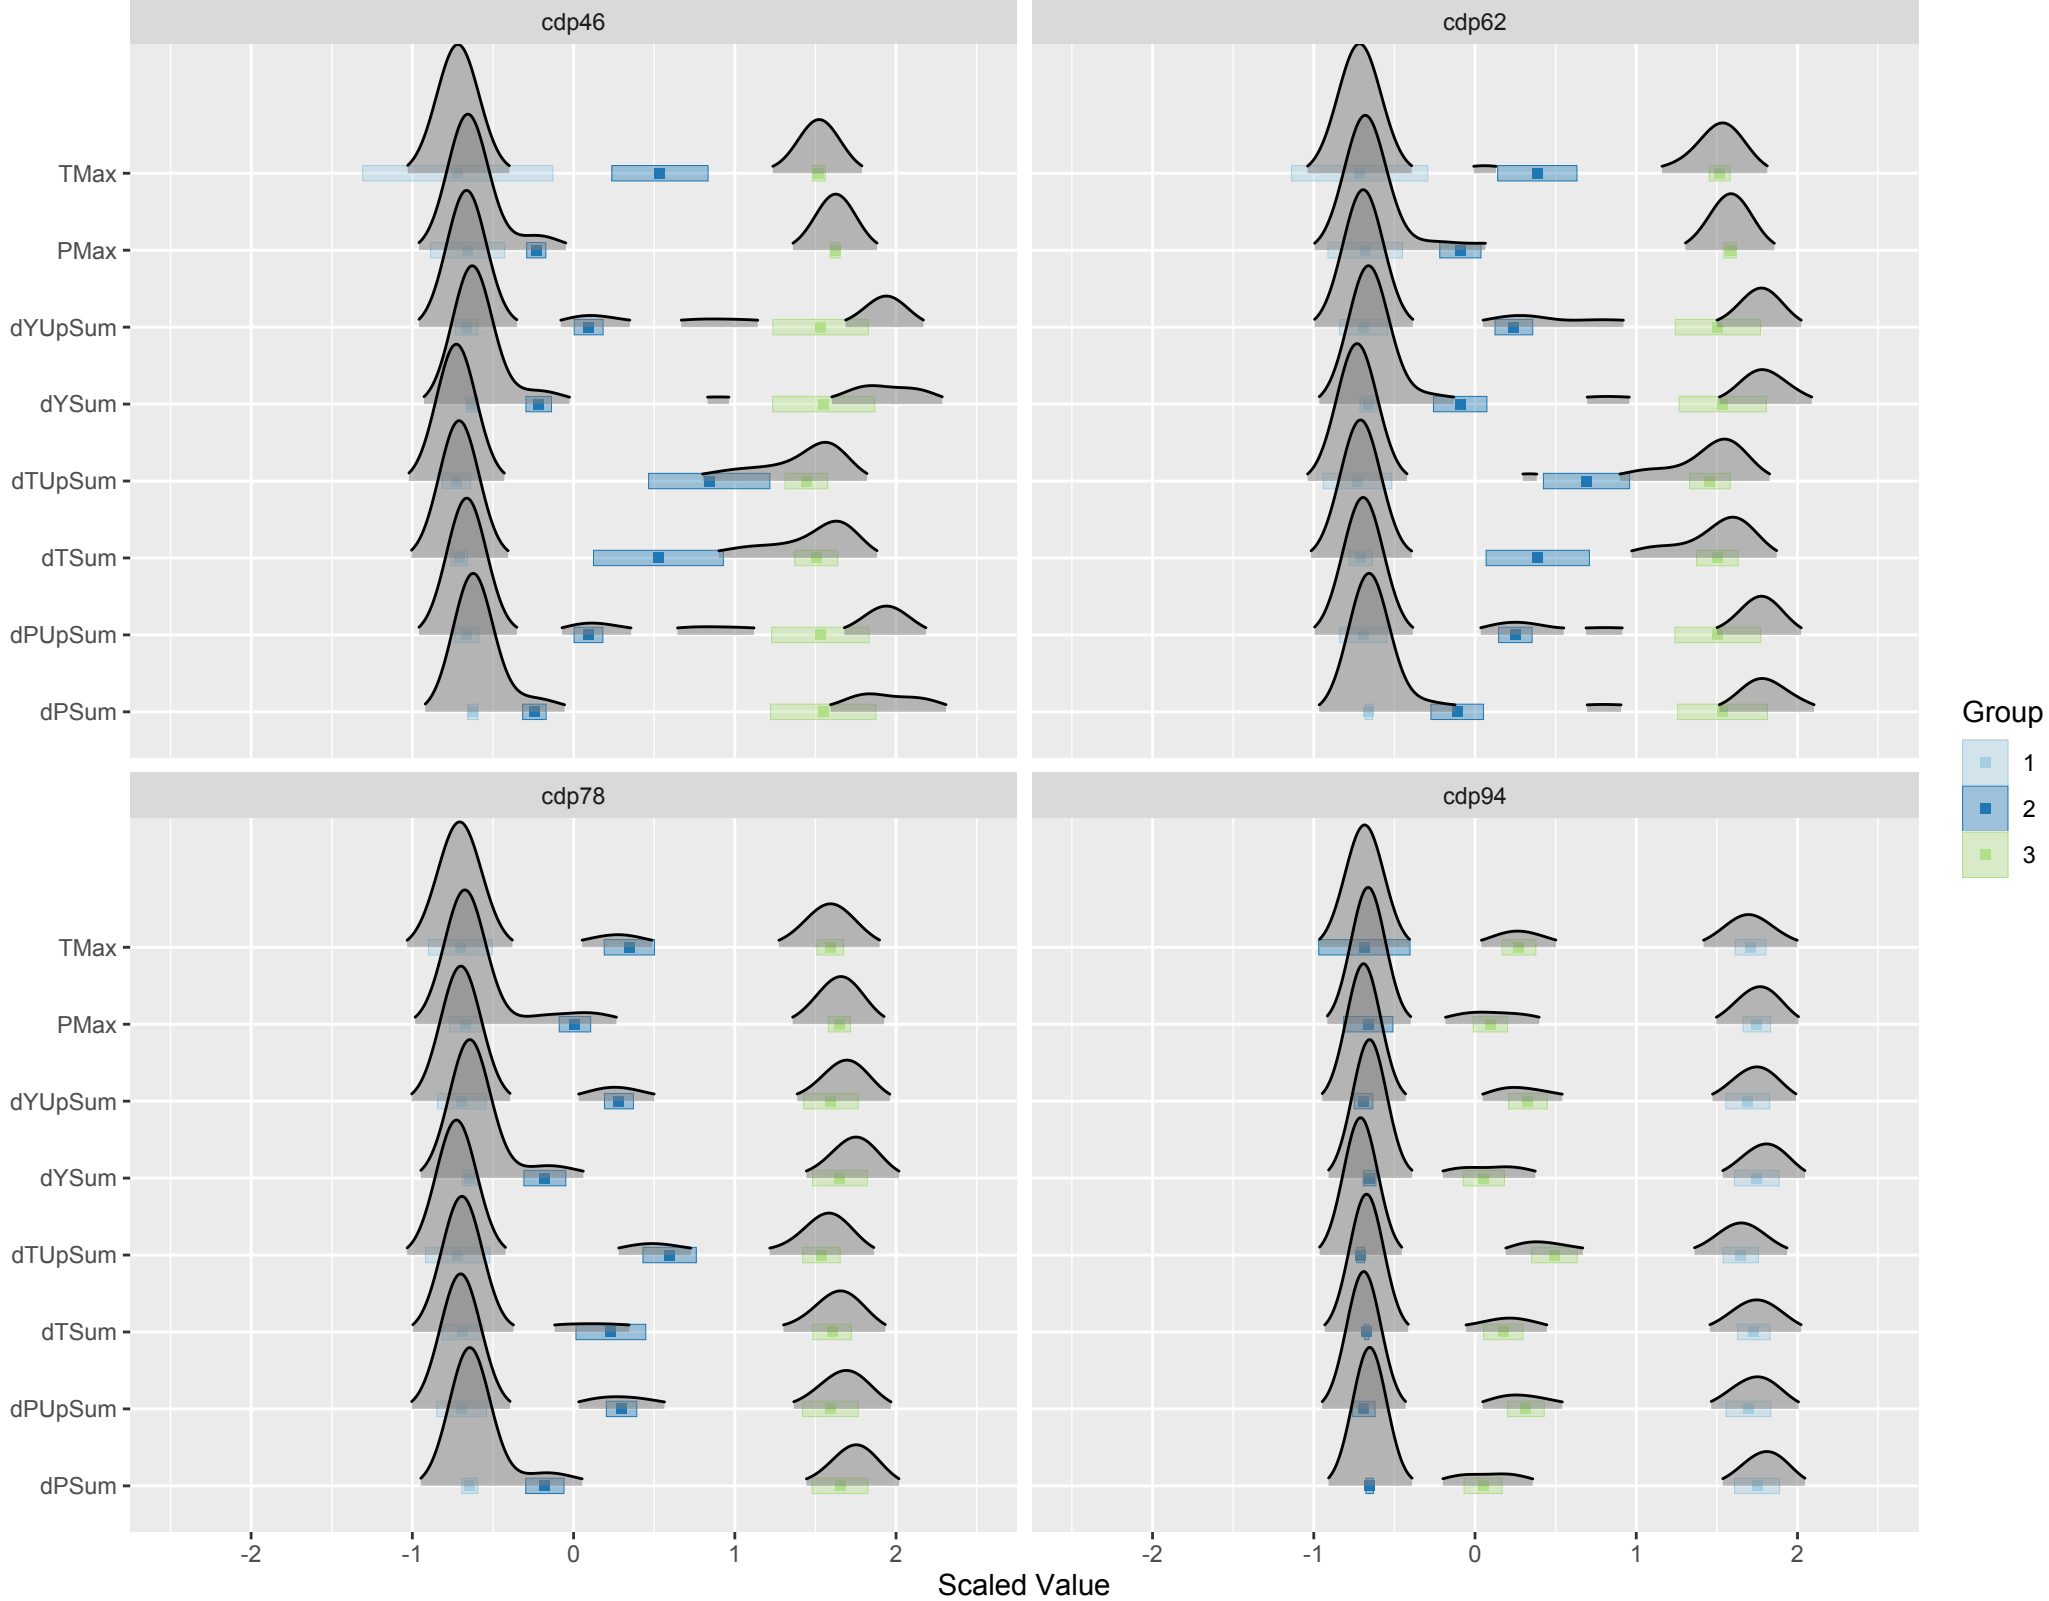 cdp46
cdp62
TMax
PMax
dYUpSum
dYSum
dTUpSum
dTSum
dPUpSum
dPSum
Group
1
2
3
cdp78
cdp94
TMax
PMax
dYUpSum
dYSum
dTUpSum
dTSum
dPUpSum
dPSum
-2 -1 0 1 2 -2 -1 0 1 2
Scaled Value